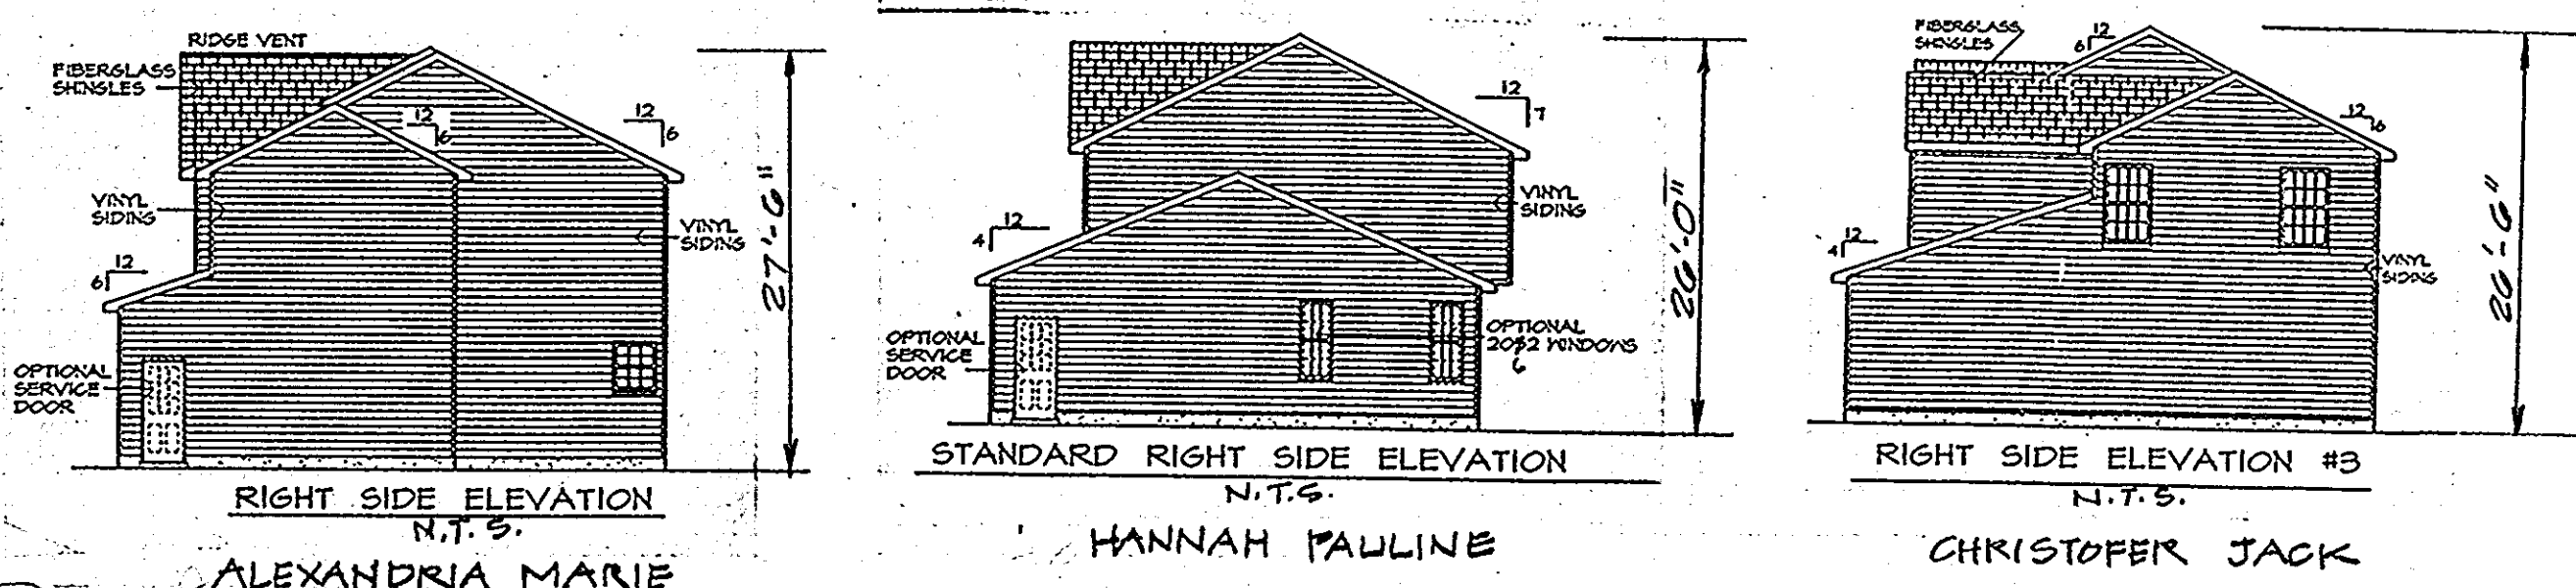 RIDGE VENT
FIBERGLASS
SHINGLES
12
6
12
6
VINYL
SIDING
VINYL
SIDING
12
6
OPTIONAL
SERVICE
DOOR
27'-6"
RIGHT SIDE ELEVATION
N.T.S.
ALEXANDRIA MARIE
12
7
VINYL
SIDING
12
4
OPTIONAL
SERVICE
DOOR
OPTIONAL
WINDOWS
6
26'-0"
STANDARD RIGHT SIDE ELEVATION
N.T.S.
HANNAH PAULINE
FIBERGLASS
SHINGLES
12
6
12
6
12
4
VINYL
SIDING
26'-6"
RIGHT SIDE ELEVATION #3
N.T.S.
CHRISTOFER JACK